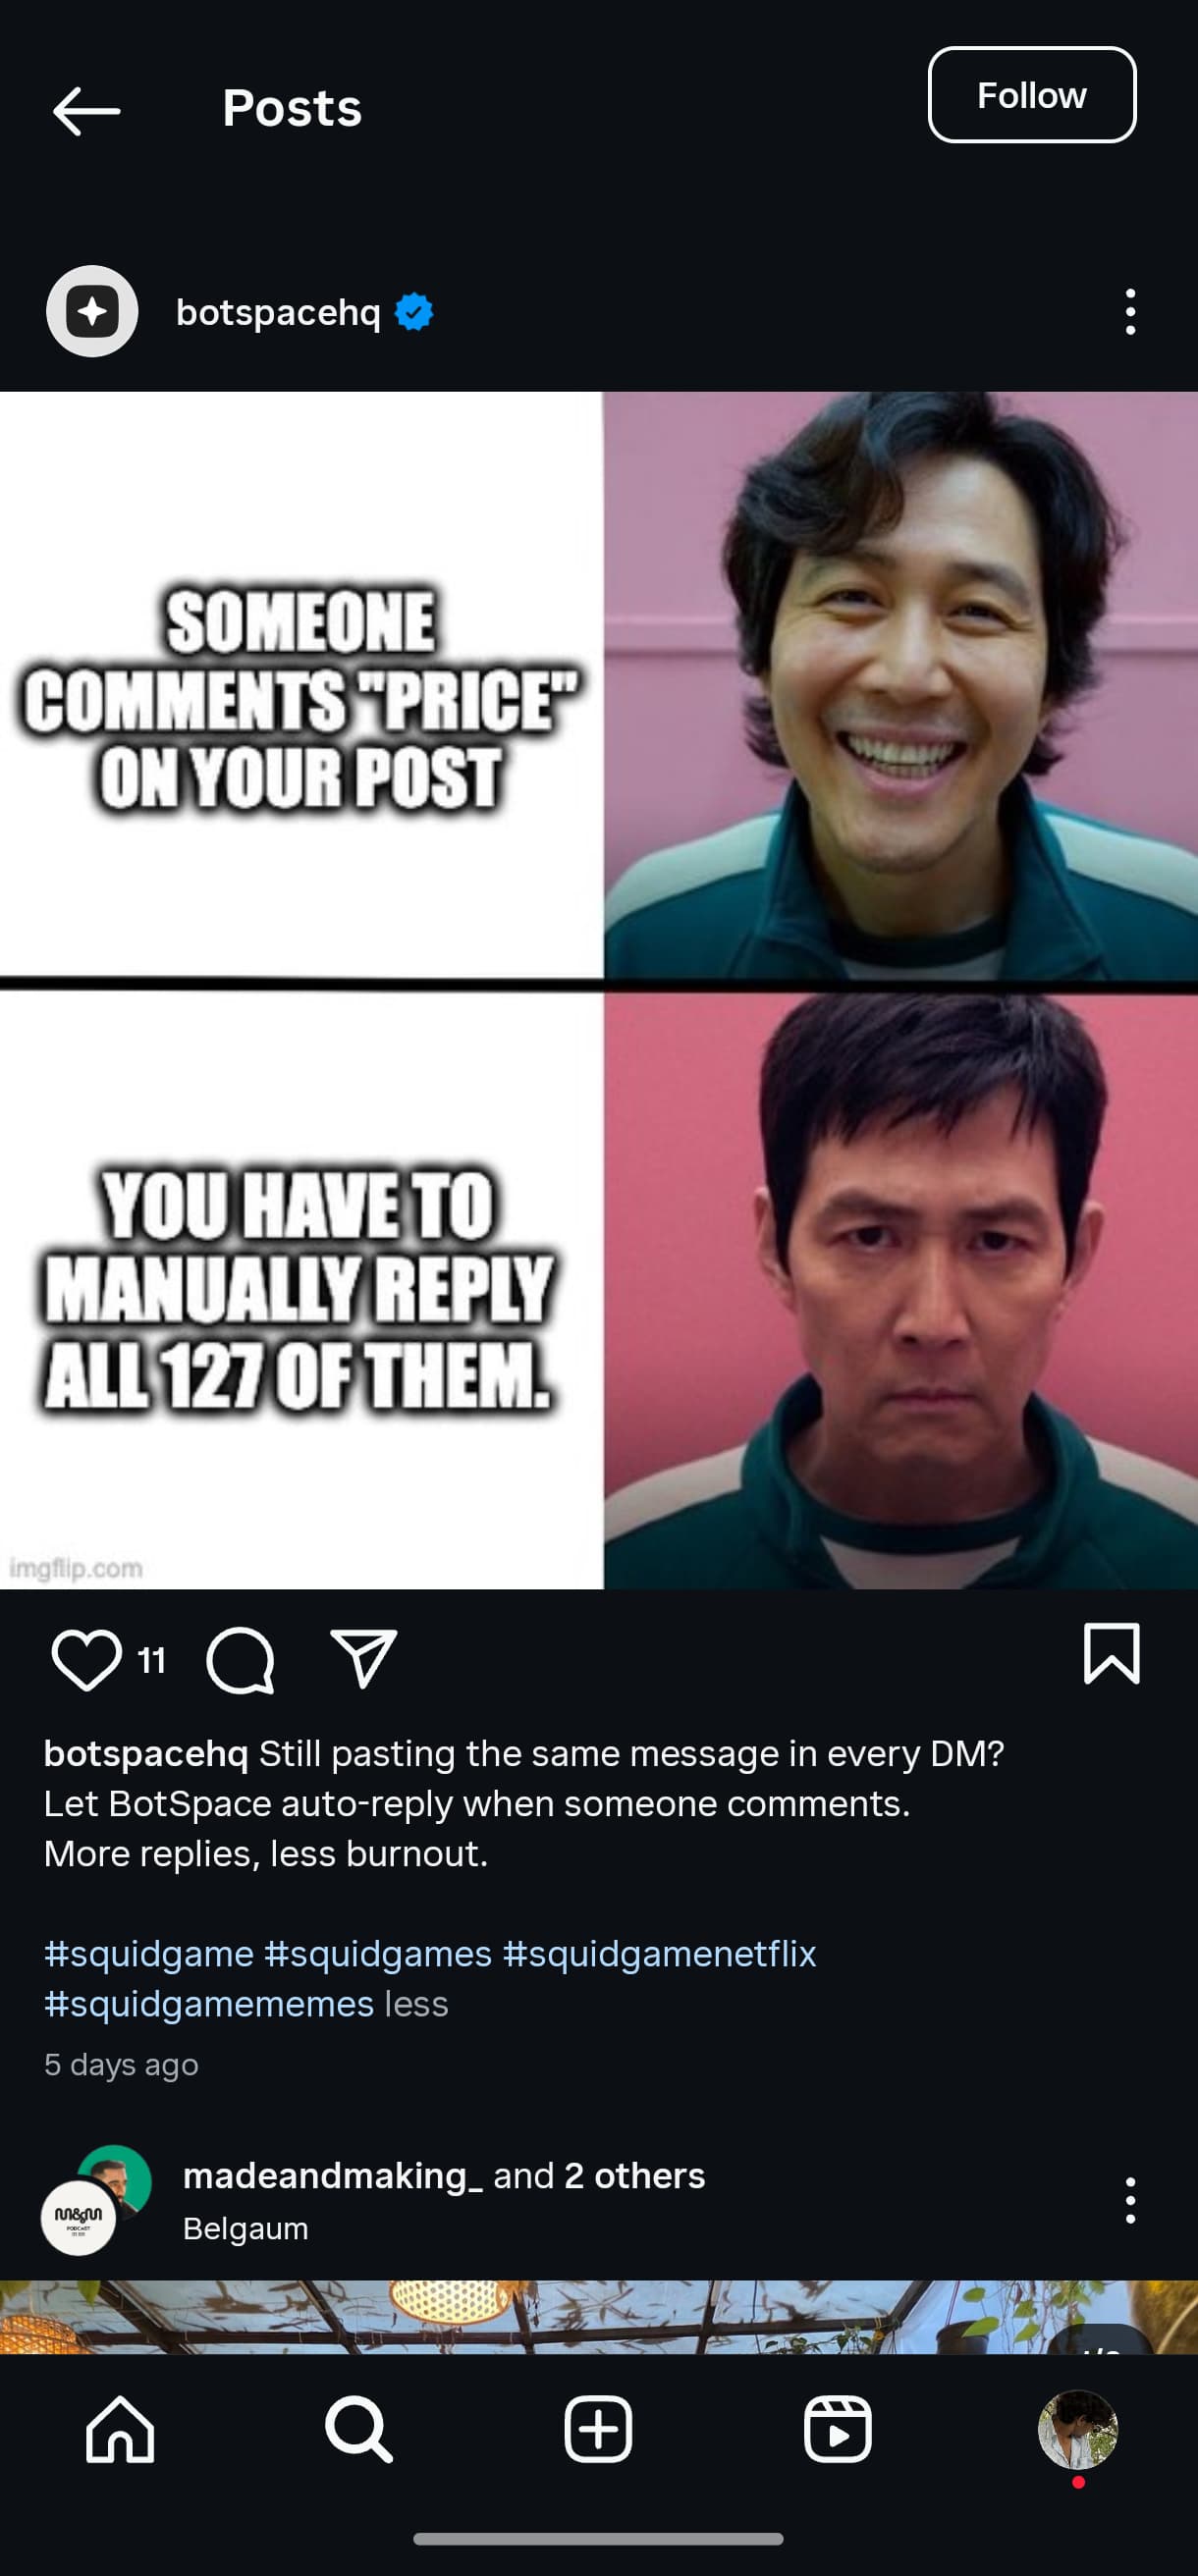 Posts
Follow
botspacehq
SOMEONE
COMMENTS "PRICE"
ON YOUR POST
YOU HAVE TO
MANUALLY REPLY
ALL 127 OF THEM.
imgflip.com
11
botspacehq Still pasting the same message in every DM?
Let BotSpace auto-reply when someone comments.
More replies, less burnout.
#squidgame #squidgames #squidgamenetflix
#squidgamememes less
5 days ago
M&M
PODCAST
madeandmaking_ and 2 others
Belgaum